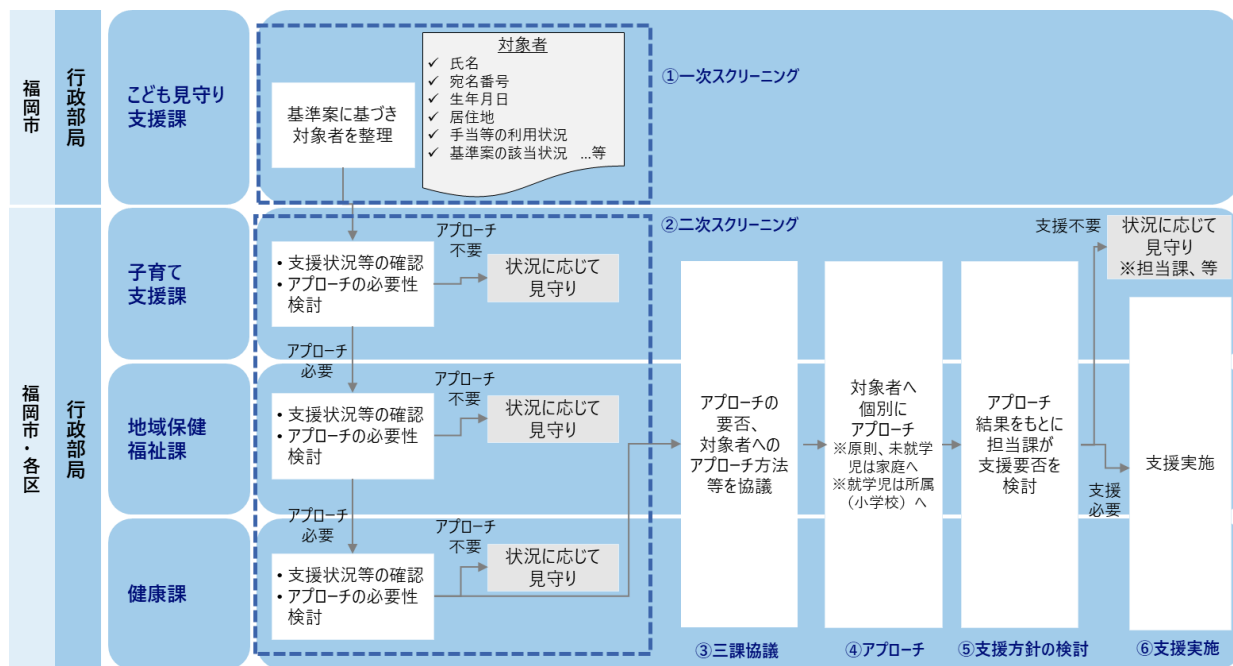 福岡市
行政部局
こども見守り
支援課
基準案に基づき
対象者を整理
対象者
✓ 氏名
✓ 宛名番号
✓ 生年月日
✓ 居住地
✓ 手当等の利用状況
✓ 基準案の該当状況 …等
①一次スクリーニング
福岡市・各区
行政部局
子育て
支援課
・支援状況等の確認
・アプローチの必要性
検討
アプローチ
不要
状況に応じて
見守り
②二次スクリーニング
アプローチ
必要
地域保健
福祉課
・支援状況等の確認
・アプローチの必要性
検討
アプローチ
不要
状況に応じて
見守り
アプローチ
必要
健康課
・支援状況等の確認
・アプローチの必要性
検討
アプローチ
不要
状況に応じて
見守り
アプローチの
要否、
対象者への
アプローチ方法
等を協議
③三課協議
対象者へ
個別に
アプローチ
※原則、未就学
児は家庭へ
※就学児は所属
(小学校)へ
④アプローチ
アプローチ
結果をもとに
担当課が
支援要否を
検討
⑤支援方針の検討
支援不要
状況に応じて
見守り
※担当課、等
支援
必要
支援実施
⑥支援実施